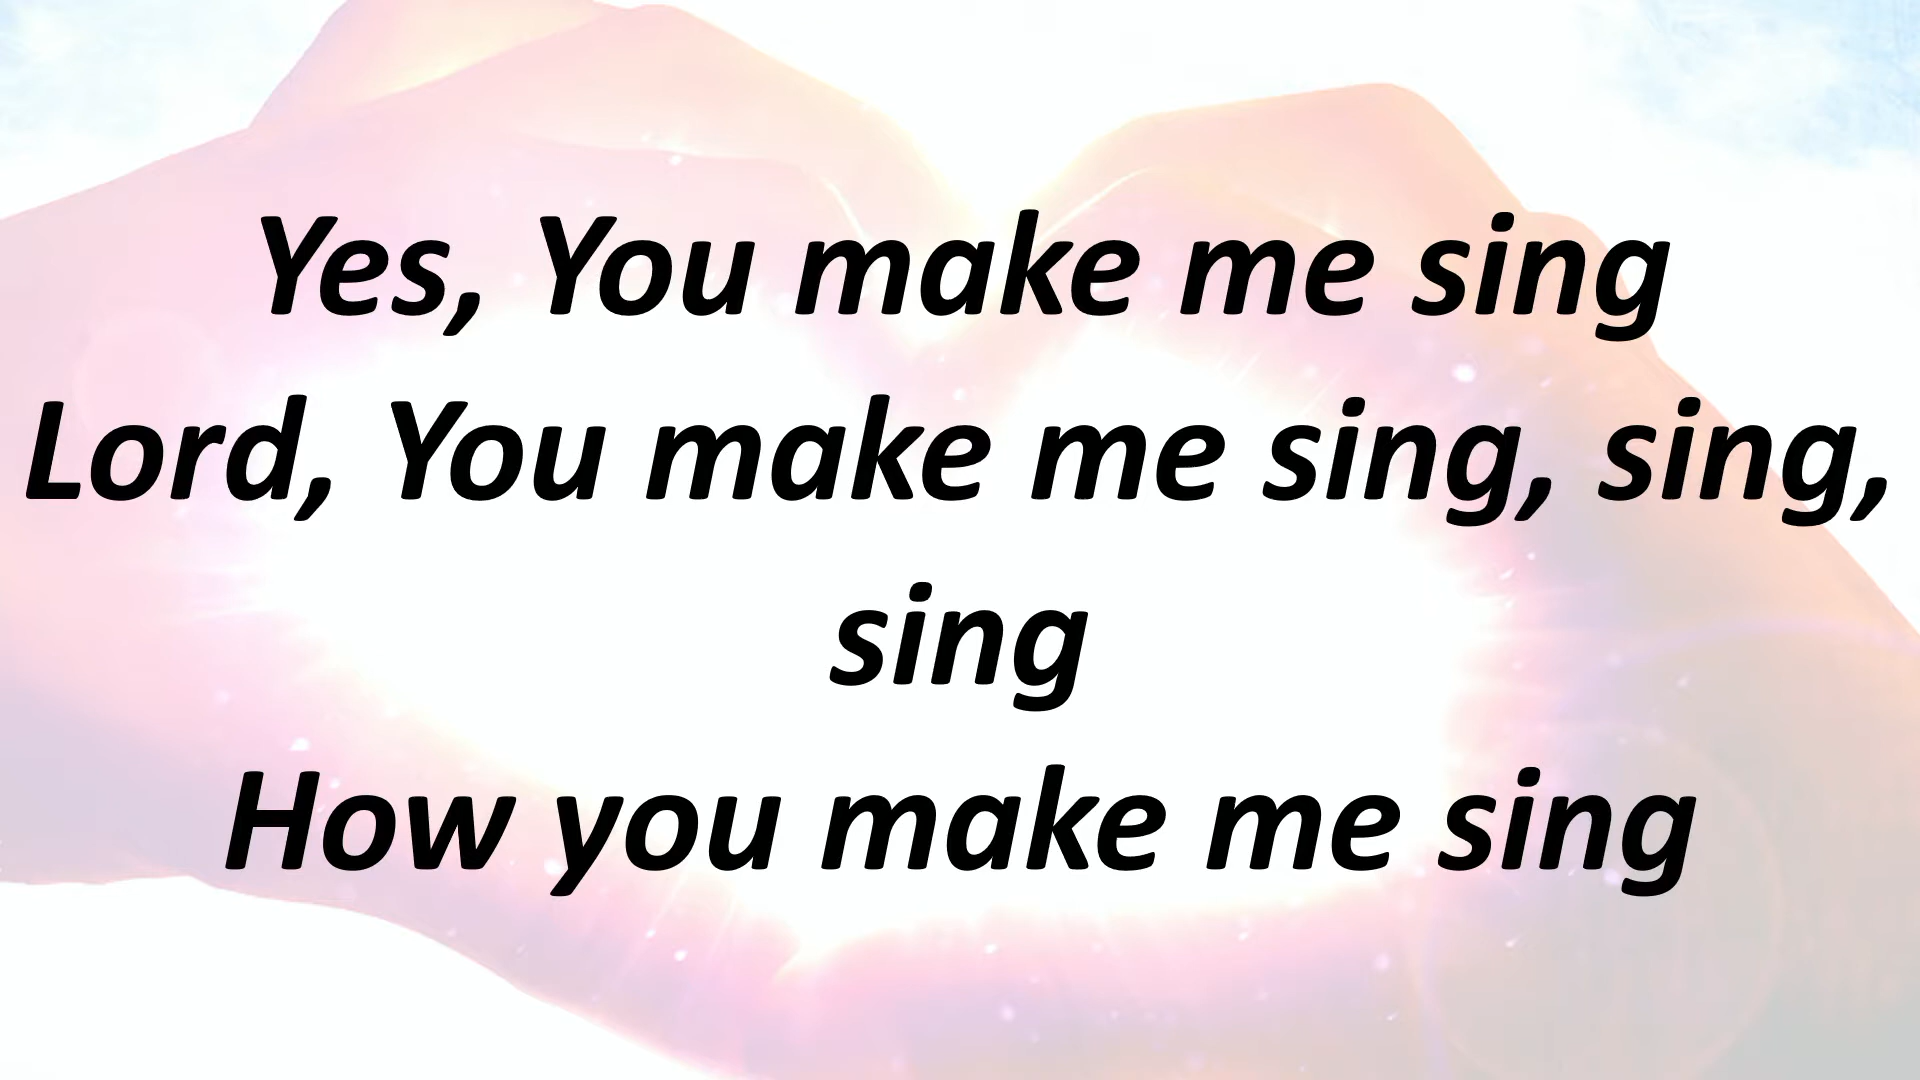 Yes, You make me sing
Lord, You make me sing, sing,
sing
How you make me sing